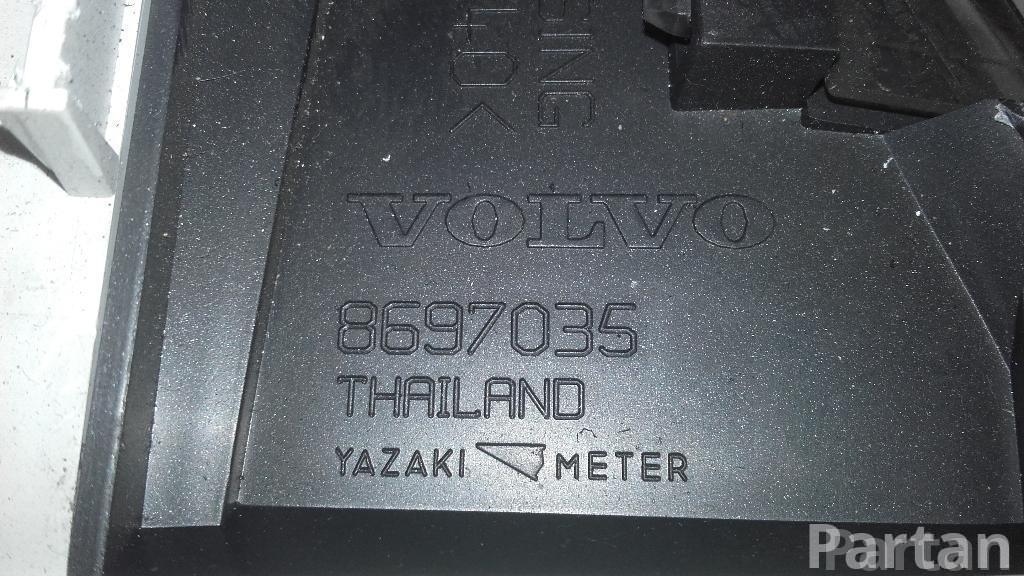 VOLVO
8697035
THAILAND
YAZAKI METER
Partan